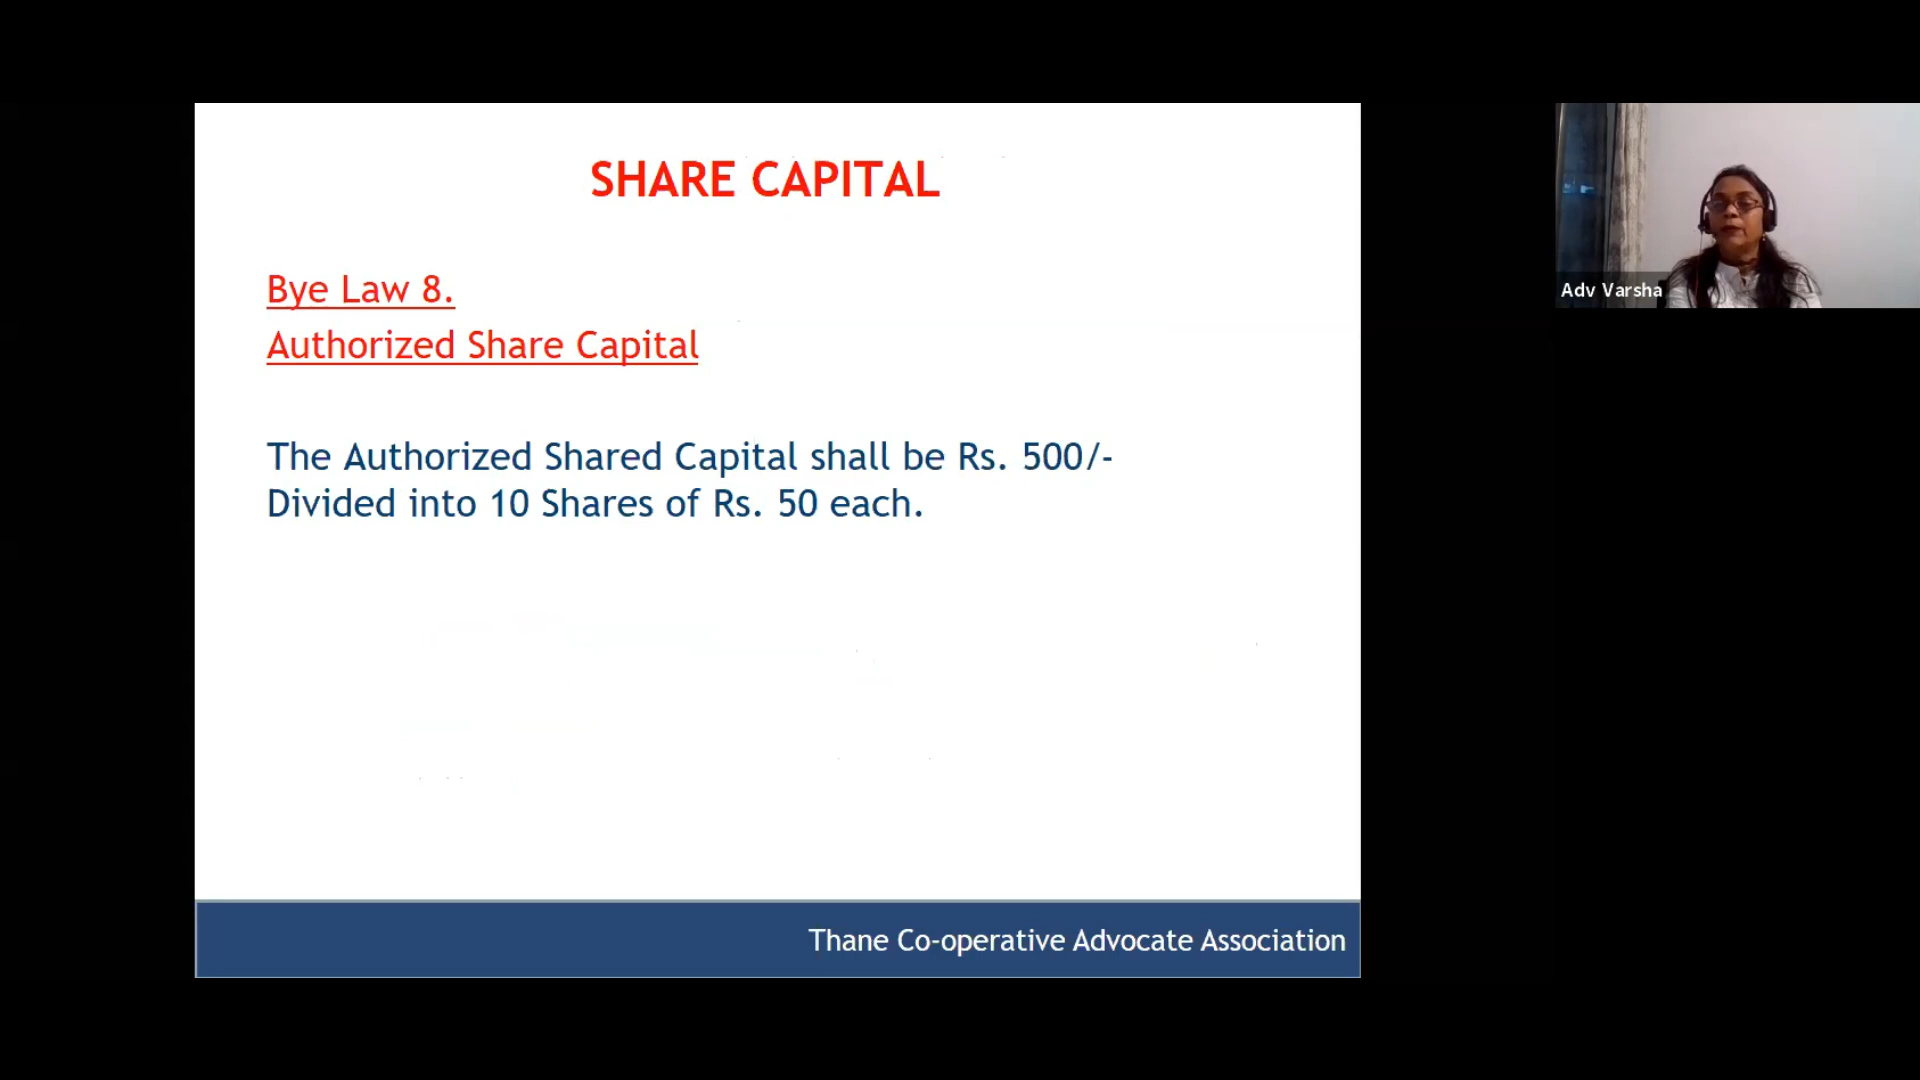 SHARE CAPITAL
Bye Law 8.
Authorized Share Capital
The Authorized Shared Capital shall be Rs. 500/-
Divided into 10 Shares of Rs. 50 each.
Thane Co-operative Advocate Association
Adv Varsha